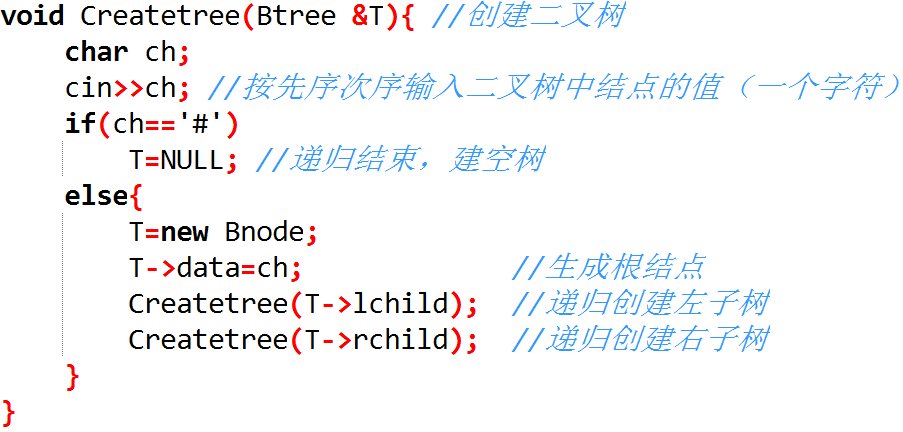 void Createtree(Btree &T){ //创建二叉树
    char ch;
    cin>>ch; //按先序次序输入二叉树中结点的值（一个字符）
    if(ch=='#')
        T=NULL; //递归结束，建空树
    else{
        T=new Bnode;
        T->data=ch;             //生成根结点
        Createtree(T->lchild);  //递归创建左子树
        Createtree(T->rchild);  //递归创建右子树
    }
}